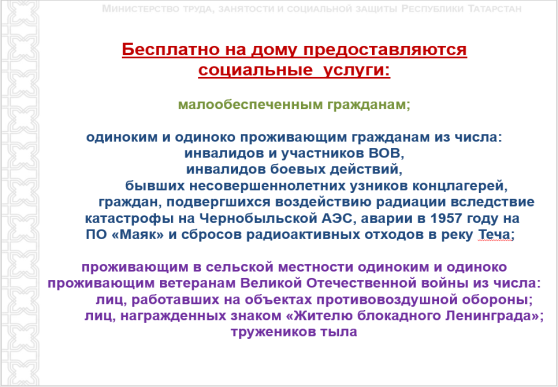 Министерство труда, занятости и социальной защиты Республики Татарстан
Бесплатно на дому предоставляются
социальные услуги:
малообеспеченным гражданам;
одиноким и одиноко проживающим гражданам из числа:
инвалидов и участников ВОВ,
инвалидов боевых действий,
бывших несовершеннолетних узников концлагерей,
граждан, подвергшихся воздействию радиации вследствие
катастрофы на Чернобыльской АЭС, аварии в 1957 году на
ПО «Маяк» и сбросов радиоактивных отходов в реку Теча;
проживающим в сельской местности одиноким и одиноко
проживающим ветеранам Великой Отечественной войны из числа:
лиц, работавших на объектах противовоздушной обороны;
лиц, награжденных знаком «Жителю блокадного Ленинграда»;
тружеников тыла